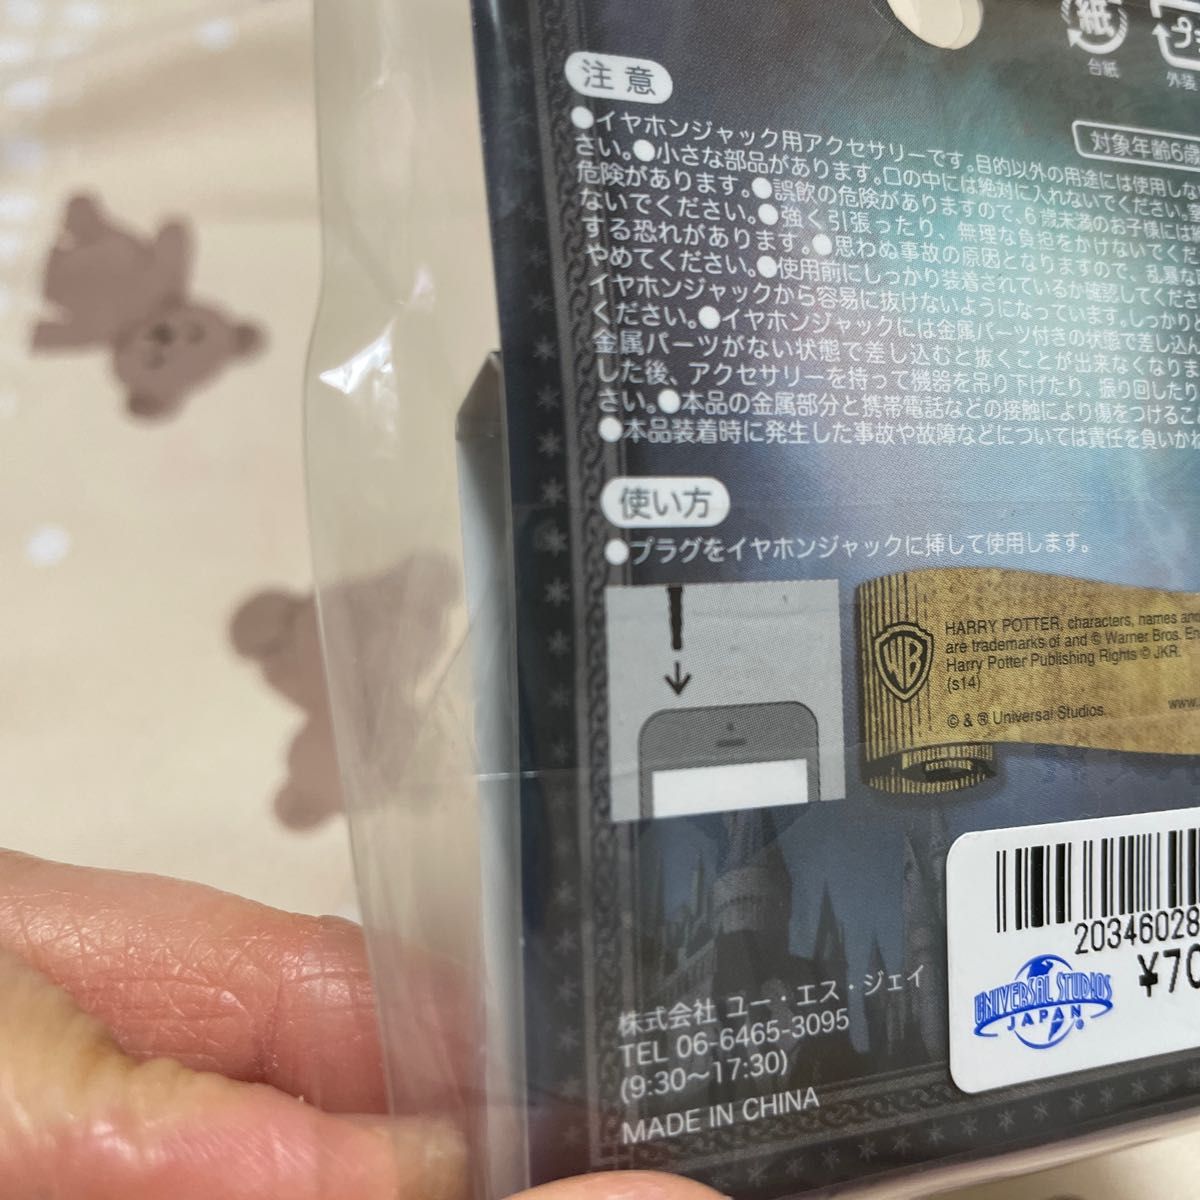 紙
プラ
台紙
外装
注意
対象年齢6歳
●イヤホンジャック用アクセサリーです。目的以外の用途には使用しな
さい。●小さな部品があります。口の中には絶対に入れないでください。
危険があります。●誤飲の危険がありますので、6歳未満のお子様には
ないでください。●強く引張ったり、無理な負担をかけないでくだ
する恐れがあります。●思わぬ事故の原因となりますので、乱暴な
やめてください。●使用前にしっかり装着されているか確認してくださ
イヤホンジャックから容易に抜けないようになっています。しっかり
ください。●イヤホンジャックには金属パーツ付きの状態で差し込ん
金属パーツがない状態で差し込むと抜くことが出来なくなりま
した後、アクセサリーを持って機器を吊り下げたり、振り回したり
さい。●本品の金属部分と携帯電話などの接触により傷をつけるこ
●本品装着時に発生した事故や故障などについては責任を負いか
使い方
●プラグをイヤホンジャックに挿して使用します。
WB
HARRY POTTER, characters, names and
are trademarks of and © Warner Bros. E
Harry Potter Publishing Rights © JKR.
(s14)
© & ® Universal Studios.
www.
20346028
¥70
UNIVERSAL STUDIOS
JAPAN®
株式会社 ユー・エス・ジェイ
TEL 06-6465-3095
(9:30～17:30)
MADE IN CHINA